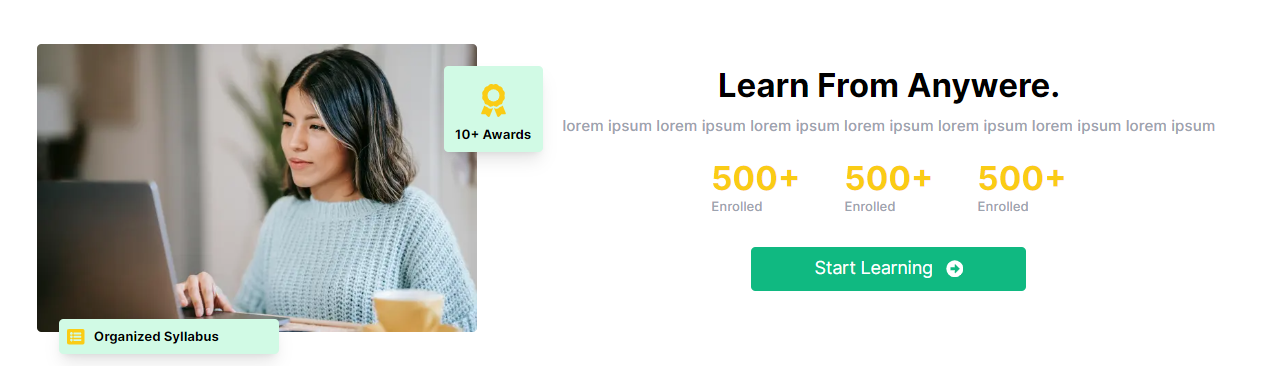 10+ Awards
Organized Syllabus
Learn From Anywere.
lorem ipsum lorem ipsum lorem ipsum lorem ipsum lorem ipsum lorem ipsum lorem ipsum
500+ 500+ 500+
Enrolled Enrolled Enrolled
Start Learning